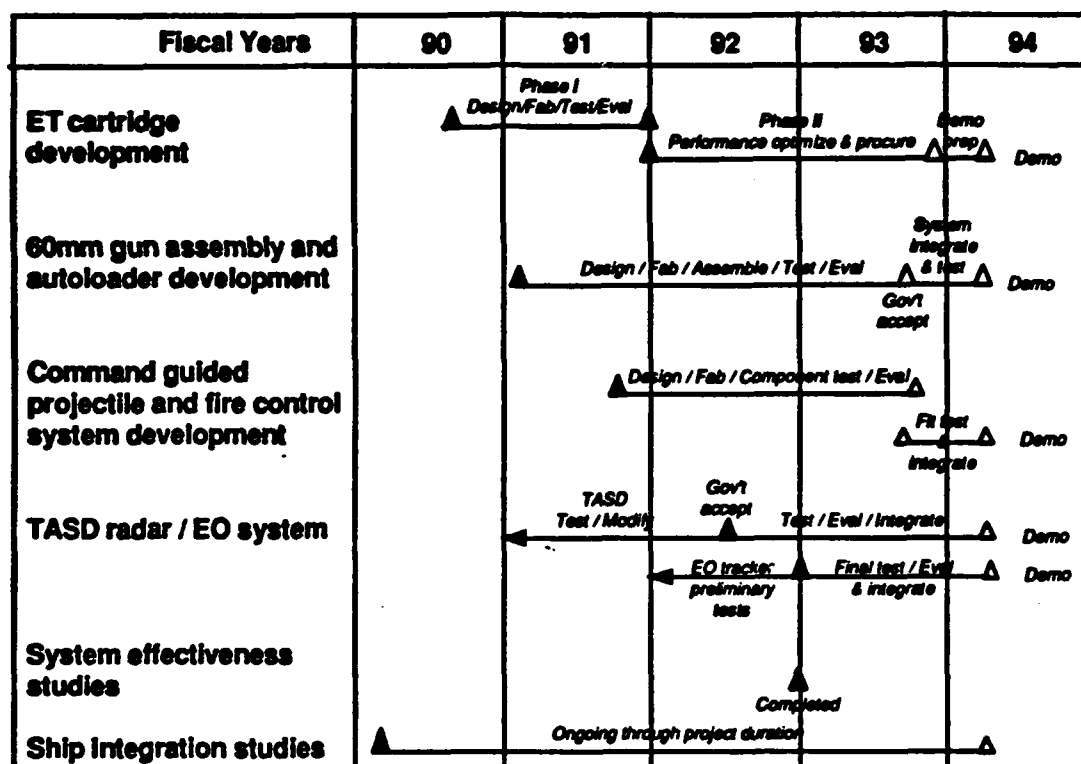 Fiscal Years 90 91 92 93 94
ET cartridge
development
Phase I
Design/Fab/Test/Eval
Phase II
Performance optimize & procure
Demo
prep
Demo
60mm gun assembly and
autoloader development
Design / Fab / Assemble / Test / Eval
System
integrate
& test
Gov't
accept
Demo
Command guided
projectile and fire control
system development
Design / Fab / Component test / Eval
Fit test
&
integrate
Demo
TASD radar / EO system
TASD
Test / Modify
Gov't
accept
Test / Eval / Integrate
Demo
EO tracker
preliminary
tests
Final test / Eval
& integrate
Demo
System effectiveness
studies
Completed
Ship integration studies
Ongoing through project duration